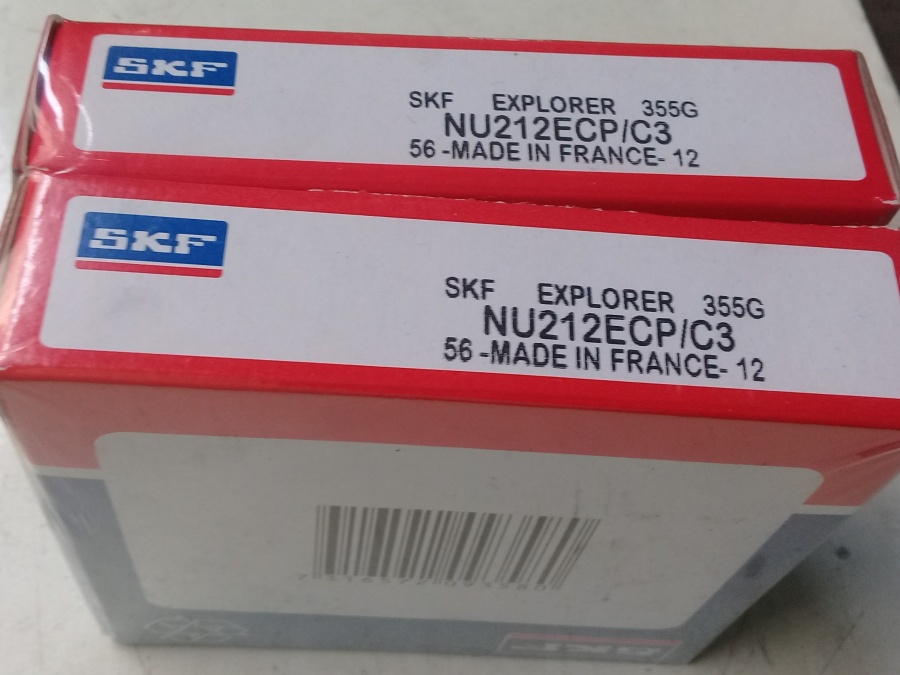 SKF
SKF EXPLORER 355G
NU212ECP/C3
56 -MADE IN FRANCE- 12
SKF
SKF EXPLORER 355G
NU212ECP/C3
56 -MADE IN FRANCE- 12
SKF